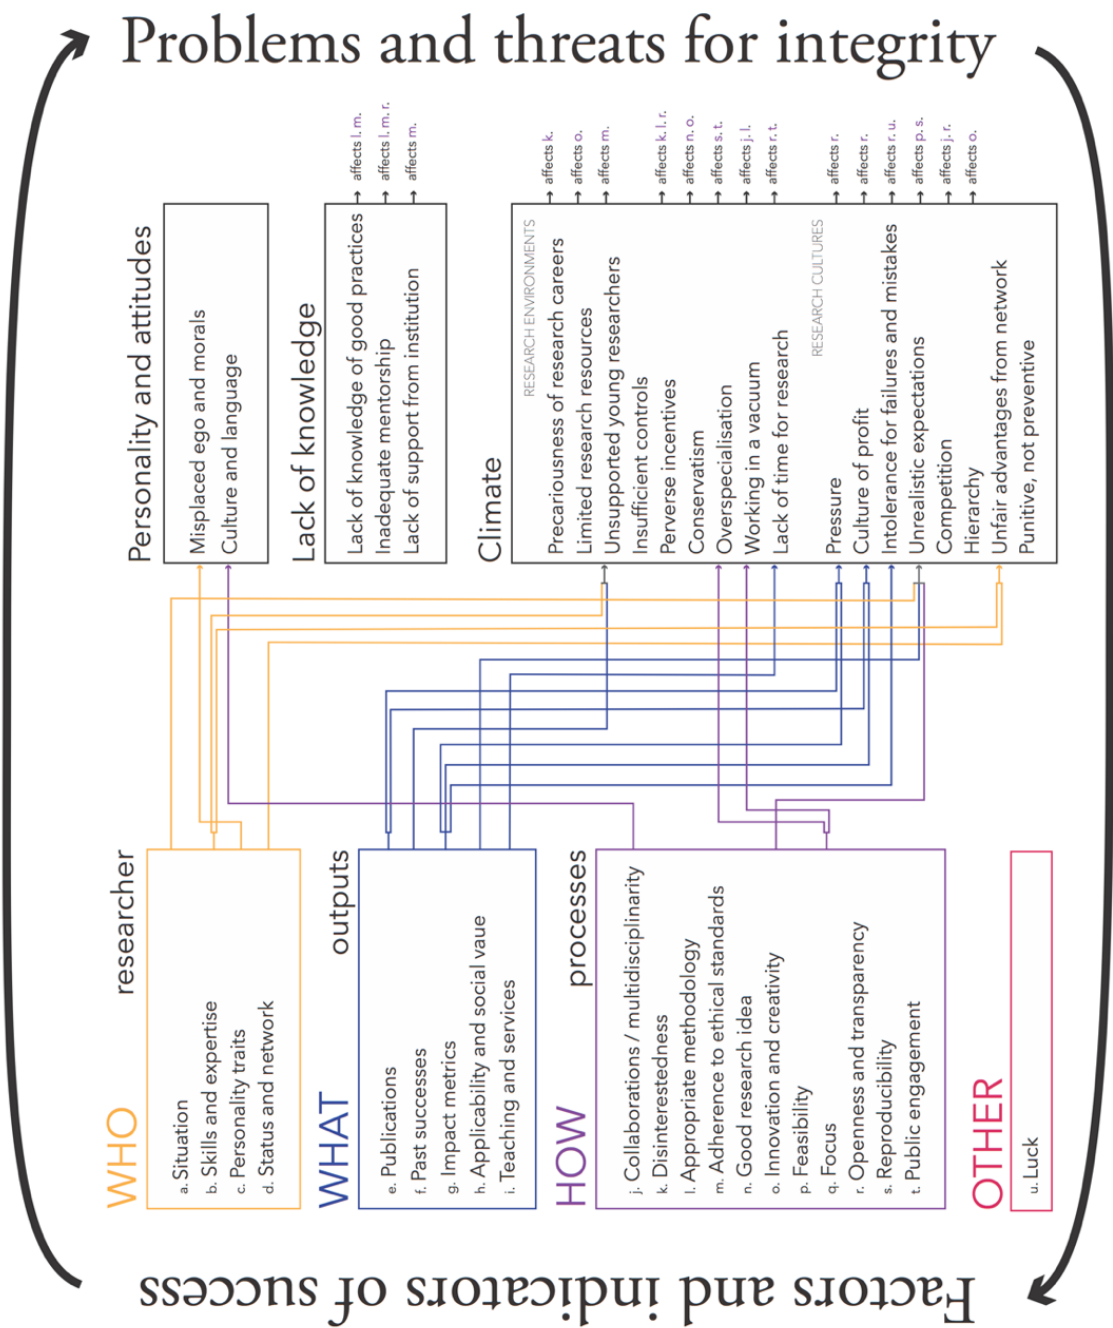 Problems and threats for integrity
Personality and attitudes
Misplaced ego and morals
Culture and language
Lack of knowledge
Lack of knowledge of good practices → affects l. m.
Inadequate mentorship → affects l. m. r.
Lack of support from institution → affects m.
Climate
RESEARCH ENVIRONMENTS
Precariousness of research careers → affects k.
Limited research resources → affects o.
Unsupported young researchers → affects m.
Insufficient controls
Perverse incentives → affects k. l. r.
Conservatism → affects n. o.
Overspecialisation → affects s. t.
Working in a vacuum → affects j. l.
Lack of time for research → affects r. t.
RESEARCH CULTURES
Pressure → affects r.
Culture of profit → affects r.
Intolerance for failures and mistakes → affects r. u.
Unrealistic expectations → affects p. s.
Competition → affects j. r.
Hierarchy → affects o.
Unfair advantages from network
Punitive, not preventive
WHO
researcher
a. Situation
b. Skills and expertise
c. Personality traits
d. Status and network
WHAT
outputs
e. Publications
f. Past successes
g. Impact metrics
h. Applicability and social vaue
i. Teaching and services
HOW
processes
j. Collaborations / multidisciplinarity
k. Disinterestedness
l. Appropriate methodology
m. Adherence to ethical standards
n. Good research idea
o. Innovation and creativity
p. Feasibility
q. Focus
r. Openness and transparency
s. Reproducibility
t. Public engagement
OTHER
u. Luck
Factors and indicators of success